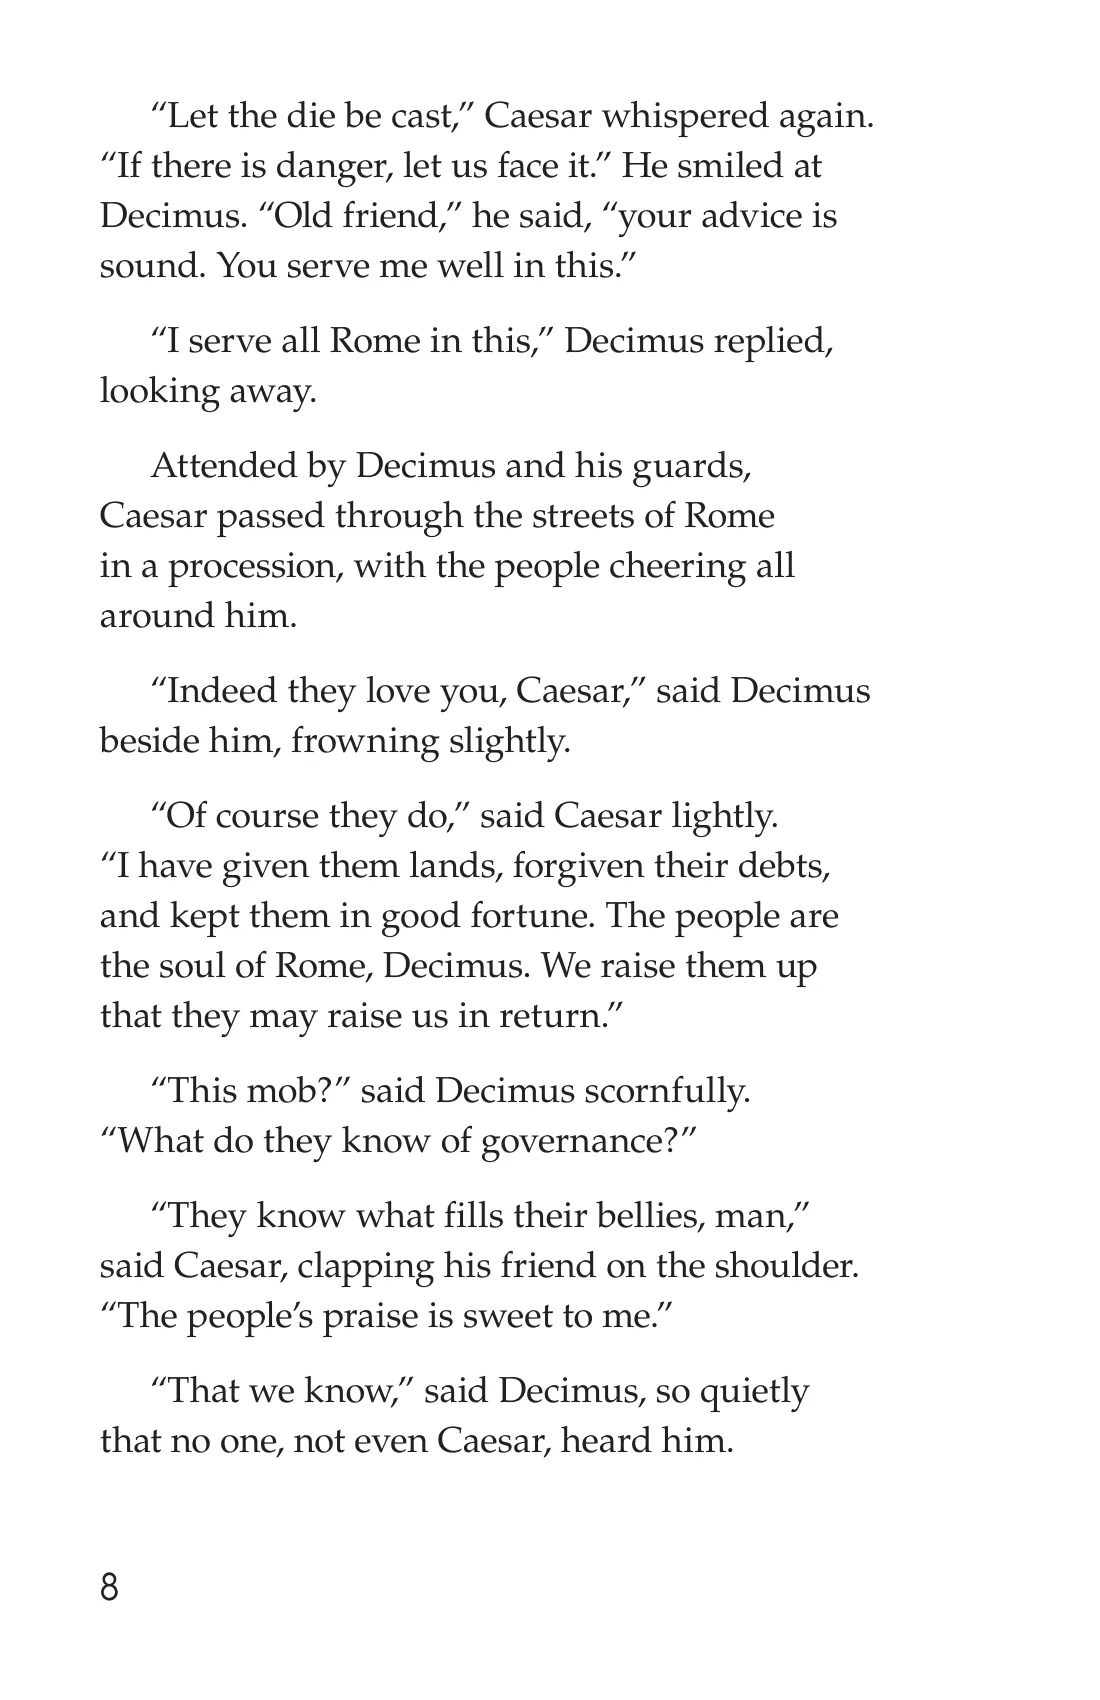 “Let the die be cast,” Caesar whispered again.
“If there is danger, let us face it.” He smiled at
Decimus. “Old friend,” he said, “your advice is
sound. You serve me well in this.”
“I serve all Rome in this,” Decimus replied,
looking away.
Attended by Decimus and his guards,
Caesar passed through the streets of Rome
in a procession, with the people cheering all
around him.
“Indeed they love you, Caesar,” said Decimus
beside him, frowning slightly.
“Of course they do,” said Caesar lightly.
“I have given them lands, forgiven their debts,
and kept them in good fortune. The people are
the soul of Rome, Decimus. We raise them up
that they may raise us in return.”
“This mob?” said Decimus scornfully.
“What do they know of governance?”
“They know what fills their bellies, man,”
said Caesar, clapping his friend on the shoulder.
“The people’s praise is sweet to me.”
“That we know,” said Decimus, so quietly
that no one, not even Caesar, heard him.
8